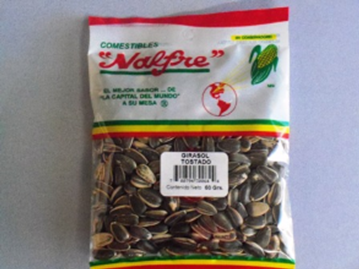 COMESTIBLES
"Nalfre"
EL MEJOR SABOR ... DE
"LA CAPITAL DEL MUNDO"
A SU MESA
GIRASOL
TOSTADO
Contenido Neto 60 Grs.